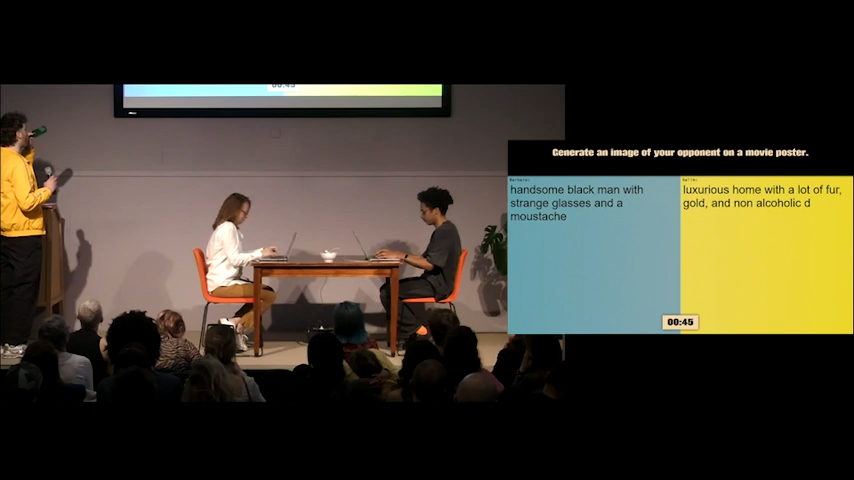 00:45
Generate an image of your opponent on a movie poster.
handsome black man with
strange glasses and a
moustache
luxurious home with a lot of fur,
gold, and non alcoholic d
00:45